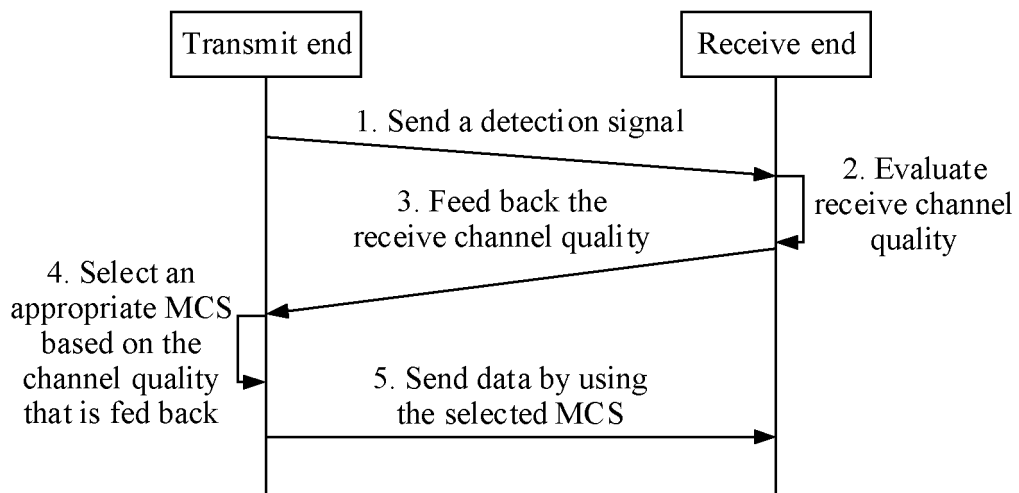 Transmit end
Receive end
1. Send a detection signal
2. Evaluate
receive channel
quality
3. Feed back the
receive channel quality
4. Select an
appropriate MCS
based on the
channel quality
that is fed back
5. Send data by using
the selected MCS